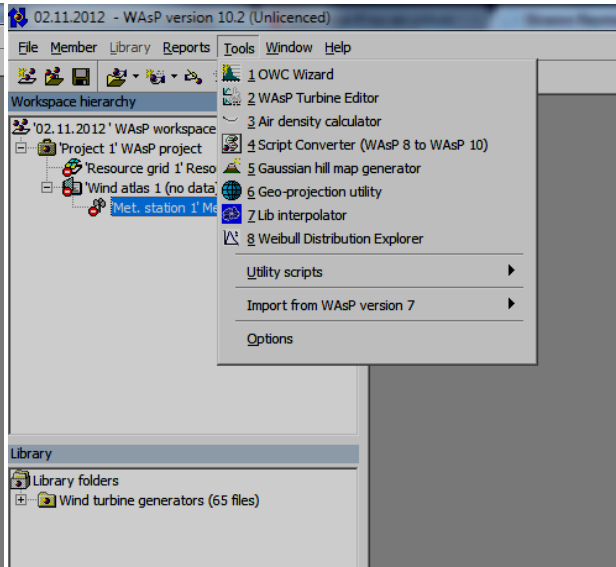 02.11.2012 - WAsP version 10.2 (Unlicenced)
File Member Library Reports Tools Window Help
Workspace hierarchy
'02.11.2012' WAsP workspace
'Project 1' WAsP project
'Resource grid 1' Reso
'Wind atlas 1 (no data)
'Met. station 1' Me
1 OWC Wizard
2 WAsP Turbine Editor
3 Air density calculator
4 Script Converter (WAsP 8 to WAsP 10)
5 Gaussian hill map generator
6 Geo-projection utility
7 Lib interpolator
8 Weibull Distribution Explorer
Utility scripts
Import from WAsP version 7
Options
Library
Library folders
Wind turbine generators (65 files)